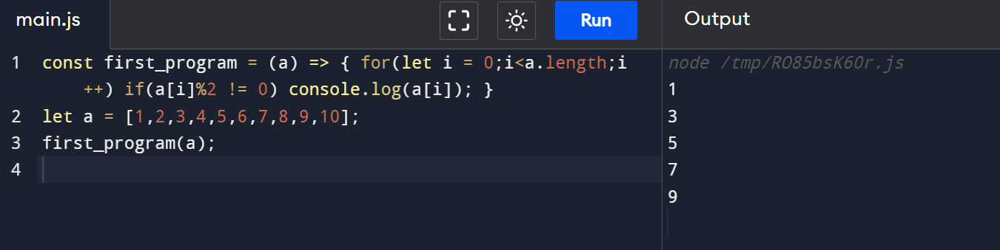 main.js
Run
Output
1 const first_program = (a) => { for(let i = 0;i<a.length;i
++) if(a[i]%2 != 0) console.log(a[i]); }
2 let a = [1,2,3,4,5,6,7,8,9,10];
3 first_program(a);
4
node /tmp/RO85bsK6Or.js
1
3
5
7
9